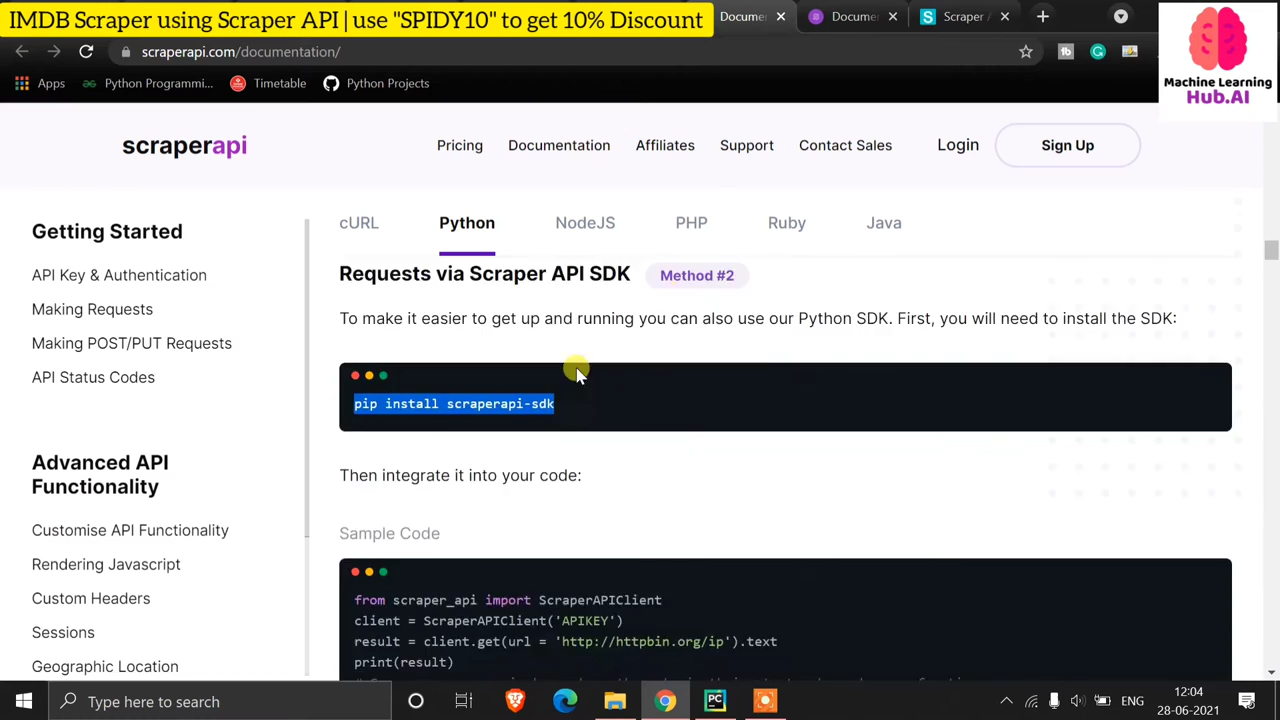 IMDB Scraper using Scraper API | use "SPIDY10" to get 10% Discount
Docume
Docume
Scraper
scraperapi.com/documentation/
Apps
Python Programmi...
Timetable
Python Projects
Machine Learning
Hub.AI
scraperapi
Pricing
Documentation
Affiliates
Support
Contact Sales
Login
Sign Up
Getting Started
API Key & Authentication
Making Requests
Making POST/PUT Requests
API Status Codes
Advanced API
Functionality
Customise API Functionality
Rendering Javascript
Custom Headers
Sessions
Geographic Location
cURL
Python
NodeJS
PHP
Ruby
Java
Requests via Scraper API SDK
Method #2
To make it easier to get up and running you can also use our Python SDK. First, you will need to install the SDK:
pip install scraperapi-sdk
Then integrate it into your code:
Sample Code
from scraper_api import ScraperAPIClient
client = ScraperAPIClient('APIKEY')
result = client.get(url = 'http://httpbin.org/ip').text
print(result)
Type here to search
ENG
12:04
28-06-2021